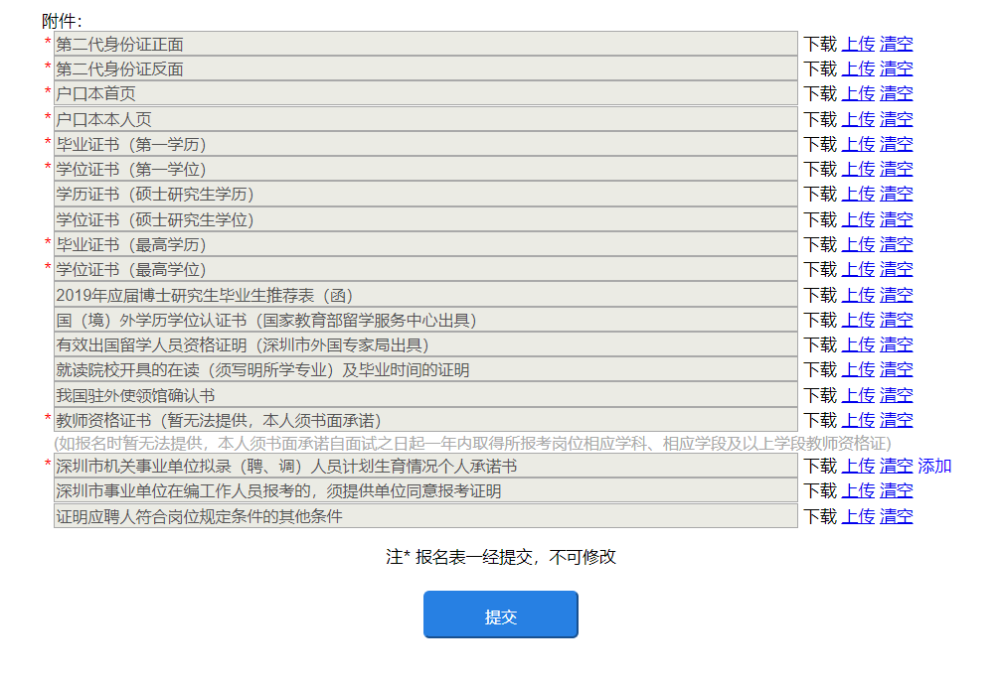 附件：
* 第二代身份证正面 下载 上传 清空
* 第二代身份证反面 下载 上传 清空
* 户口本首页 下载 上传 清空
* 户口本本人页 下载 上传 清空
* 毕业证书（第一学历） 下载 上传 清空
* 学位证书（第一学位） 下载 上传 清空
学历证书（硕士研究生学历） 下载 上传 清空
学位证书（硕士研究生学位） 下载 上传 清空
* 毕业证书（最高学历） 下载 上传 清空
* 学位证书（最高学位） 下载 上传 清空
2019年应届博士研究生毕业生推荐表（函） 下载 上传 清空
国（境）外学历学位认证书（国家教育部留学服务中心出具） 下载 上传 清空
有效出国留学人员资格证明（深圳市外国专家局出具） 下载 上传 清空
就读院校开具的在读（须写明所学专业）及毕业时间的证明 下载 上传 清空
我国驻外使领馆确认书 下载 上传 清空
* 教师资格证书（暂无法提供，本人须书面承诺） 下载 上传 清空
(如报名时暂无法提供，本人须书面承诺自面试之日起一年内取得所报考岗位相应学科、相应学段及以上学段教师资格证)
* 深圳市机关事业单位拟录（聘、调）人员计划生育情况个人承诺书 下载 上传 清空 添加
深圳市事业单位在编工作人员报考的，须提供单位同意报考证明 下载 上传 清空
证明应聘人符合岗位规定条件的其他条件 下载 上传 清空
注* 报名表一经提交，不可修改
提交